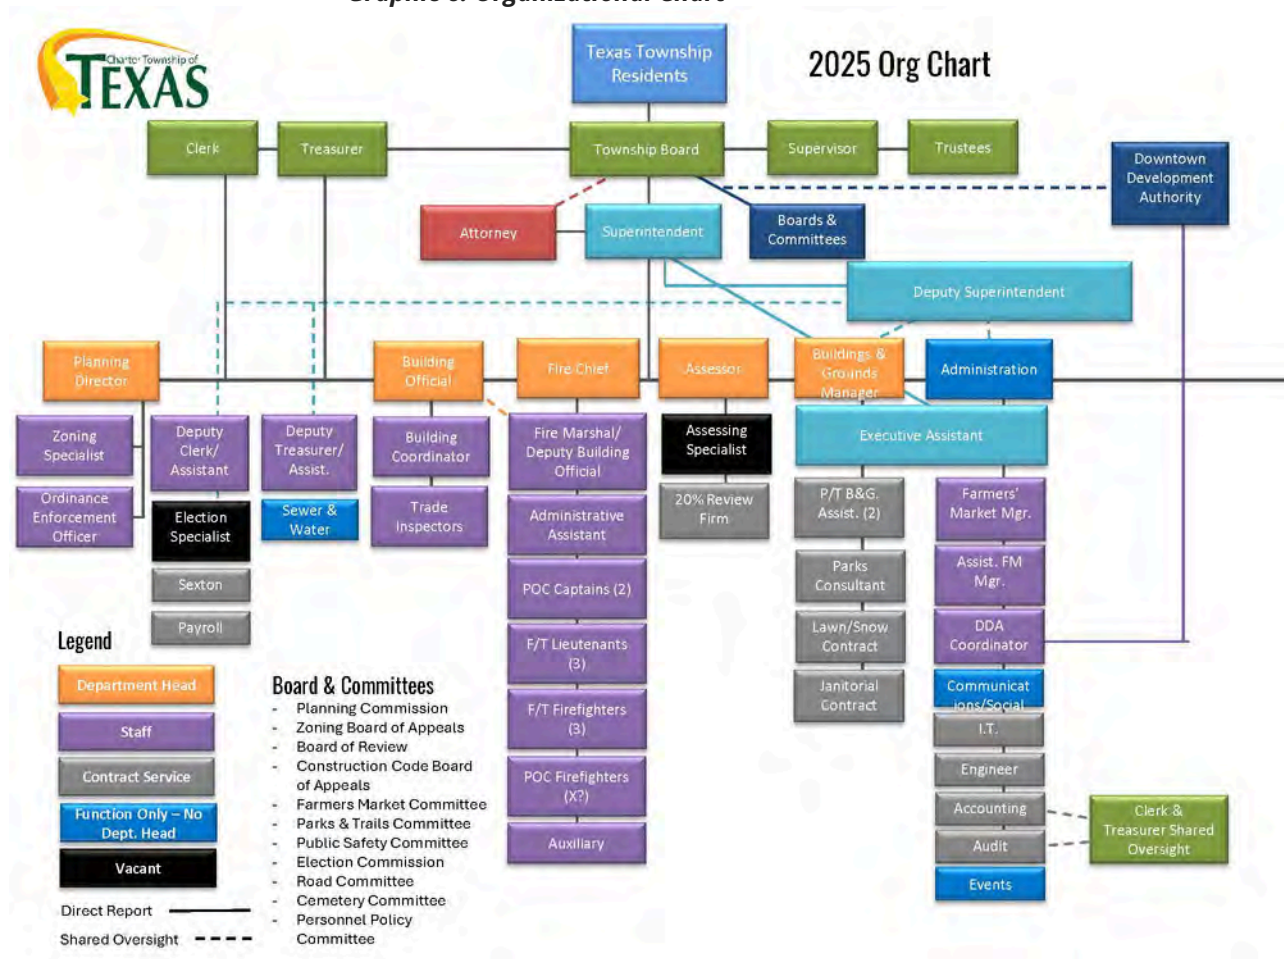 Graphic 3. Organizational Chart
Charter Township of
TEXAS
2025 Org Chart
Texas Township
Residents
Clerk
Treasurer
Township Board
Supervisor
Trustees
Downtown
Development
Authority
Attorney
Superintendent
Boards &
Committees
Deputy Superintendent
Planning
Director
Building
Official
Fire Chief
Assessor
Buildings &
Grounds
Manager
Administration
Zoning
Specialist
Deputy
Clerk/
Assistant
Deputy
Treasurer/
Assist.
Building
Coordinator
Fire Marshal/
Deputy Building
Official
Assessing
Specialist
Executive Assistant
Ordinance
Enforcement
Officer
Election
Specialist
Sewer &
Water
Trade
Inspectors
Administrative
Assistant
20% Review
Firm
P/T B&G.
Assist. (2)
Farmers'
Market Mgr.
Sexton
POC Captains (2)
Parks
Consultant
Assist. FM
Mgr.
Payroll
F/T Lieutenants
(3)
Lawn/Snow
Contract
DDA
Coordinator
F/T Firefighters
(3)
Janitorial
Contract
Communicat
ions/Social
I.T.
POC Firefighters
(X?)
Engineer
Auxiliary
Accounting
Audit
Events
Clerk &
Treasurer Shared
Oversight
Legend
Department Head
Staff
Contract Service
Function Only – No
Dept. Head
Vacant
Direct Report
Shared Oversight
Board & Committees
- Planning Commission
- Zoning Board of Appeals
- Board of Review
- Construction Code Board
of Appeals
- Farmers Market Committee
- Parks & Trails Committee
- Public Safety Committee
- Election Commission
- Road Committee
- Cemetery Committee
- Personnel Policy
Committee